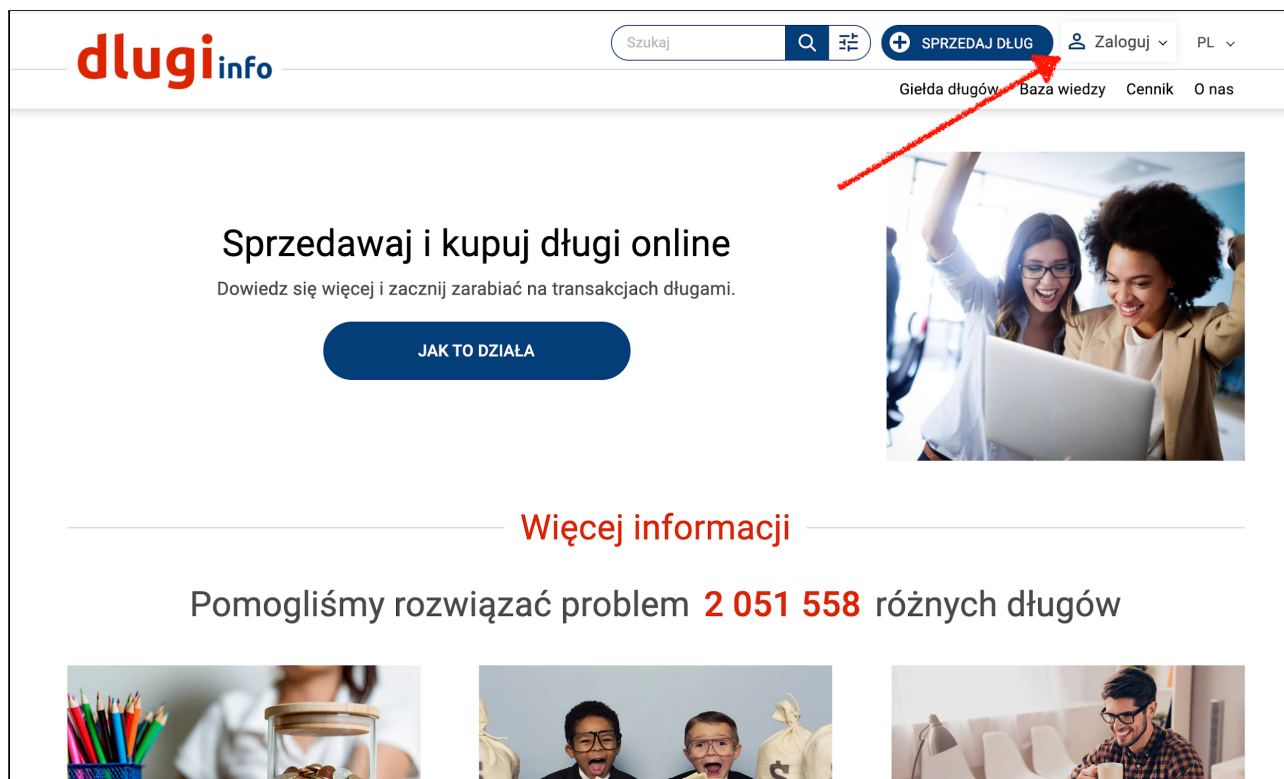 dlugi info
Szukaj
SPRZEDAJ DŁUG
Zaloguj
PL
Giełda długów
Baza wiedzy
Cennik
O nas
Sprzedawaj i kupuj długi online
Dowiedz się więcej i zacznij zarabiać na transakcjach długami.
JAK TO DZIAŁA
Więcej informacji
Pomogliśmy rozwiązać problem 2 051 558 różnych długów
$
$